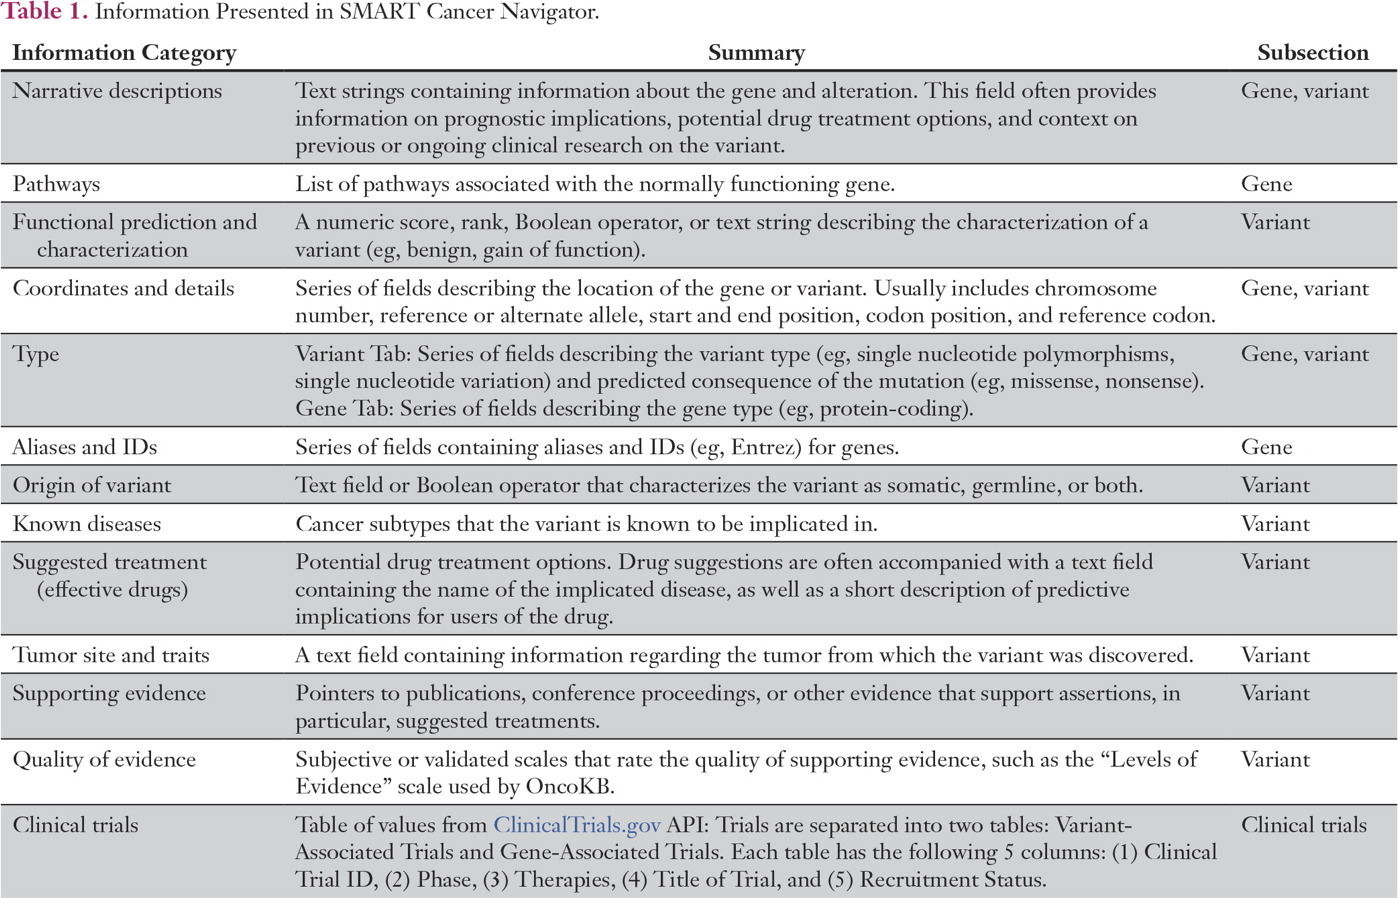 Table 1. Information Presented in SMART Cancer Navigator.
Information Category Summary Subsection
Narrative descriptions Text strings containing information about the gene and alteration. This field often provides Gene, variant
information on prognostic implications, potential drug treatment options, and context on
previous or ongoing clinical research on the variant.
Pathways List of pathways associated with the normally functioning gene. Gene
Functional prediction and A numeric score, rank, Boolean operator, or text string describing the characterization of a Variant
characterization variant (eg, benign, gain of function).
Coordinates and details Series of fields describing the location of the gene or variant. Usually includes chromosome Gene, variant
number, reference or alternate allele, start and end position, codon position, and reference codon.
Type Variant Tab: Series of fields describing the variant type (eg, single nucleotide polymorphisms, Gene, variant
single nucleotide variation) and predicted consequence of the mutation (eg, missense, nonsense).
Gene Tab: Series of fields describing the gene type (eg, protein-coding).
Aliases and IDs Series of fields containing aliases and IDs (eg, Entrez) for genes. Gene
Origin of variant Text field or Boolean operator that characterizes the variant as somatic, germline, or both. Variant
Known diseases Cancer subtypes that the variant is known to be implicated in. Variant
Suggested treatment Potential drug treatment options. Drug suggestions are often accompanied with a text field Variant
(effective drugs) containing the name of the implicated disease, as well as a short description of predictive
implications for users of the drug.
Tumor site and traits A text field containing information regarding the tumor from which the variant was discovered. Variant
Supporting evidence Pointers to publications, conference proceedings, or other evidence that support assertions, in Variant
particular, suggested treatments.
Quality of evidence Subjective or validated scales that rate the quality of supporting evidence, such as the “Levels of Variant
Evidence” scale used by OncoKB.
Clinical trials Table of values from ClinicalTrials.gov API: Trials are separated into two tables: Variant- Clinical trials
Associated Trials and Gene-Associated Trials. Each table has the following 5 columns: (1) Clinical
Trial ID, (2) Phase, (3) Therapies, (4) Title of Trial, and (5) Recruitment Status.